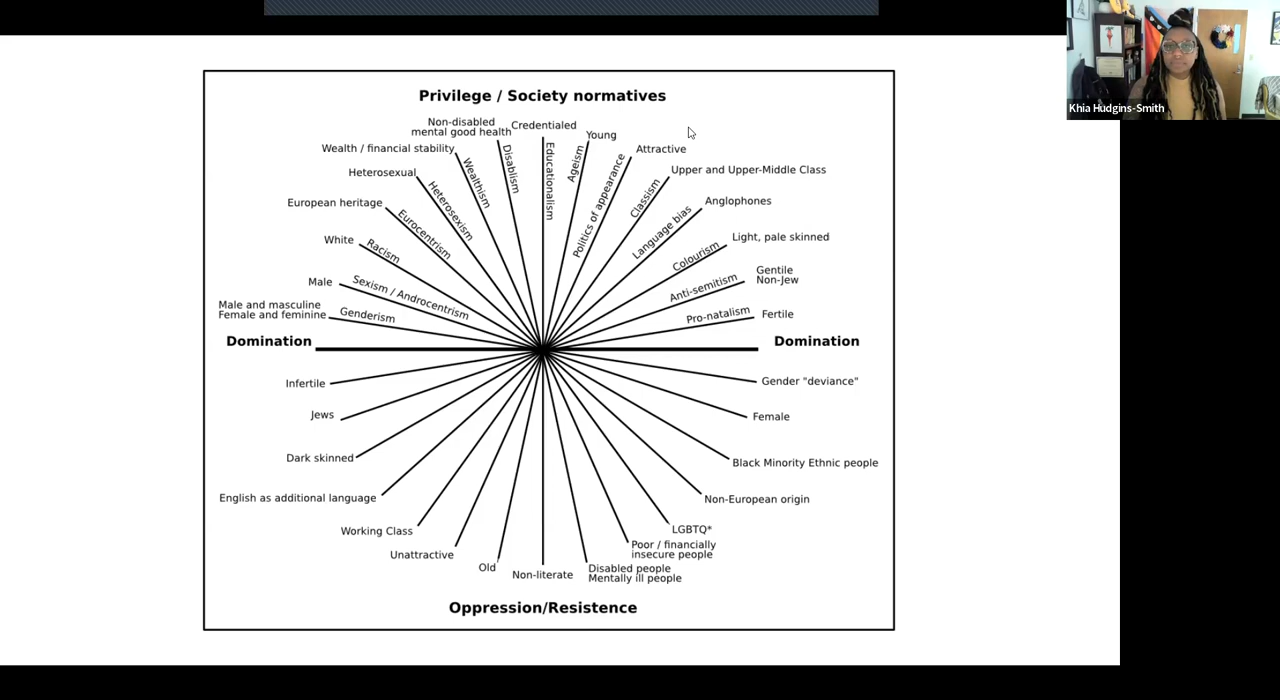 Khia Hudgins-Smith
Privilege / Society normatives
Non-disabled
mental good health
Credentialed
Young
Wealth / financial stability
Attractive
Heterosexual
Upper and Upper-Middle Class
European heritage
Anglophones
White
Light, pale skinned
Male
Gentile
Non-Jew
Male and masculine
Female and feminine
Fertile
Genderism
Sexism / Androcentrism
Racism
Eurocentrism
Heterosexism
Wealthism
Disablism
Educationalism
Ageism
Politics of appearance
Classism
Language bias
Colourism
Anti-semitism
Pro-natalism
Domination
Domination
Infertile
Gender "deviance"
Jews
Female
Dark skinned
Black Minority Ethnic people
English as additional language
Non-European origin
Working Class
LGBTQ*
Unattractive
Poor / financially
insecure people
Old
Non-literate
Disabled people
Mentally ill people
Oppression/Resistence